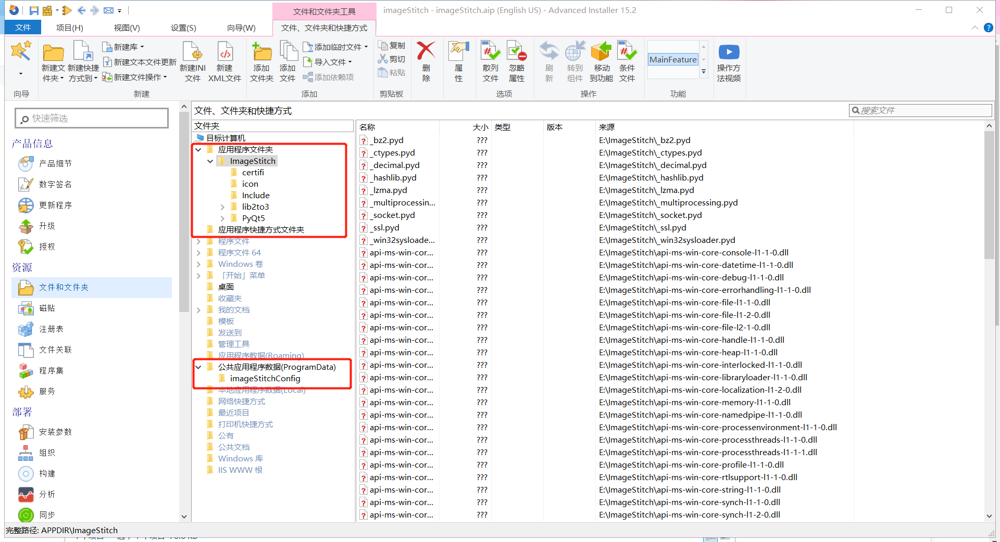 文件和文件夹工具
imageStitch - imageStitch.aip (English US) - Advanced Installer 15.2
文件
项目(H)
视图(V)
设置(S)
向导(W)
文件、文件夹和快捷方式
新建文件夹
新建快捷方式到
新建库
新建文本文件更新
新建文件操作
新建INI文件
新建XML文件
添加文件夹
添加文件
添加临时文件
导入文件
添加依赖项
复制
剪切
粘贴
删除
属性
散列文件
忽略属性
刷新
转到组件
移动到功能
条件文件
MainFeature
操作方法视频
向导
新建
添加
剪贴板
选项
操作
功能
快速筛选
产品信息
产品细节
数字签名
更新程序
升级
授权
资源
文件和文件夹
磁贴
注册表
文件关联
程序集
服务
部署
安装参数
组织
构建
分析
同步
文件、文件夹和快捷方式
搜索文件
文件夹
目标计算机
应用程序文件夹
ImageStitch
certifi
icon
Include
lib2to3
PyQt5
应用程序快捷方式文件夹
程序文件
程序文件 64
Windows 卷
「开始」菜单
桌面
收藏夹
我的文档
模板
发送到
管理工具
应用程序数据(Roaming)
公共应用程序数据(ProgramData)
imageStitchConfig
本地应用程序数据(Local)
网络快捷方式
最近项目
打印机快捷方式
公有
公共文档
Windows 库
IIS WWW 根
名称 大小 类型 版本 来源
_bz2.pyd ??? E:\ImageStitch\_bz2.pyd
_ctypes.pyd ??? E:\ImageStitch\_ctypes.pyd
_decimal.pyd ??? E:\ImageStitch\_decimal.pyd
_hashlib.pyd ??? E:\ImageStitch\_hashlib.pyd
_lzma.pyd ??? E:\ImageStitch\_lzma.pyd
_multiprocessin... ??? E:\ImageStitch\_multiprocessing.pyd
_socket.pyd ??? E:\ImageStitch\_socket.pyd
_ssl.pyd ??? E:\ImageStitch\_ssl.pyd
_win32sysloade... ??? E:\ImageStitch\_win32sysloader.pyd
api-ms-win-cor... ??? E:\ImageStitch\api-ms-win-core-console-l1-1-0.dll
api-ms-win-cor... ??? E:\ImageStitch\api-ms-win-core-datetime-l1-1-0.dll
api-ms-win-cor... ??? E:\ImageStitch\api-ms-win-core-debug-l1-1-0.dll
api-ms-win-cor... ??? E:\ImageStitch\api-ms-win-core-errorhandling-l1-1-0.dll
api-ms-win-cor... ??? E:\ImageStitch\api-ms-win-core-file-l1-1-0.dll
api-ms-win-cor... ??? E:\ImageStitch\api-ms-win-core-file-l1-2-0.dll
api-ms-win-cor... ??? E:\ImageStitch\api-ms-win-core-file-l2-1-0.dll
api-ms-win-cor... ??? E:\ImageStitch\api-ms-win-core-handle-l1-1-0.dll
api-ms-win-cor... ??? E:\ImageStitch\api-ms-win-core-heap-l1-1-0.dll
api-ms-win-cor... ??? E:\ImageStitch\api-ms-win-core-interlocked-l1-1-0.dll
api-ms-win-cor... ??? E:\ImageStitch\api-ms-win-core-libraryloader-l1-1-0.dll
api-ms-win-cor... ??? E:\ImageStitch\api-ms-win-core-localization-l1-2-0.dll
api-ms-win-cor... ??? E:\ImageStitch\api-ms-win-core-memory-l1-1-0.dll
api-ms-win-cor... ??? E:\ImageStitch\api-ms-win-core-namedpipe-l1-1-0.dll
api-ms-win-cor... ??? E:\ImageStitch\api-ms-win-core-processenvironment-l1-1-0.dll
api-ms-win-cor... ??? E:\ImageStitch\api-ms-win-core-processthreads-l1-1-0.dll
api-ms-win-cor... ??? E:\ImageStitch\api-ms-win-core-processthreads-l1-1-1.dll
api-ms-win-cor... ??? E:\ImageStitch\api-ms-win-core-profile-l1-1-0.dll
api-ms-win-cor... ??? E:\ImageStitch\api-ms-win-core-rtlsupport-l1-1-0.dll
api-ms-win-cor... ??? E:\ImageStitch\api-ms-win-core-string-l1-1-0.dll
api-ms-win-cor... ??? E:\ImageStitch\api-ms-win-core-synch-l1-1-0.dll
api-ms-win-cor... ??? E:\ImageStitch\api-ms-win-core-synch-l1-2-0.dll
完整路径: APPDIR\ImageStitch